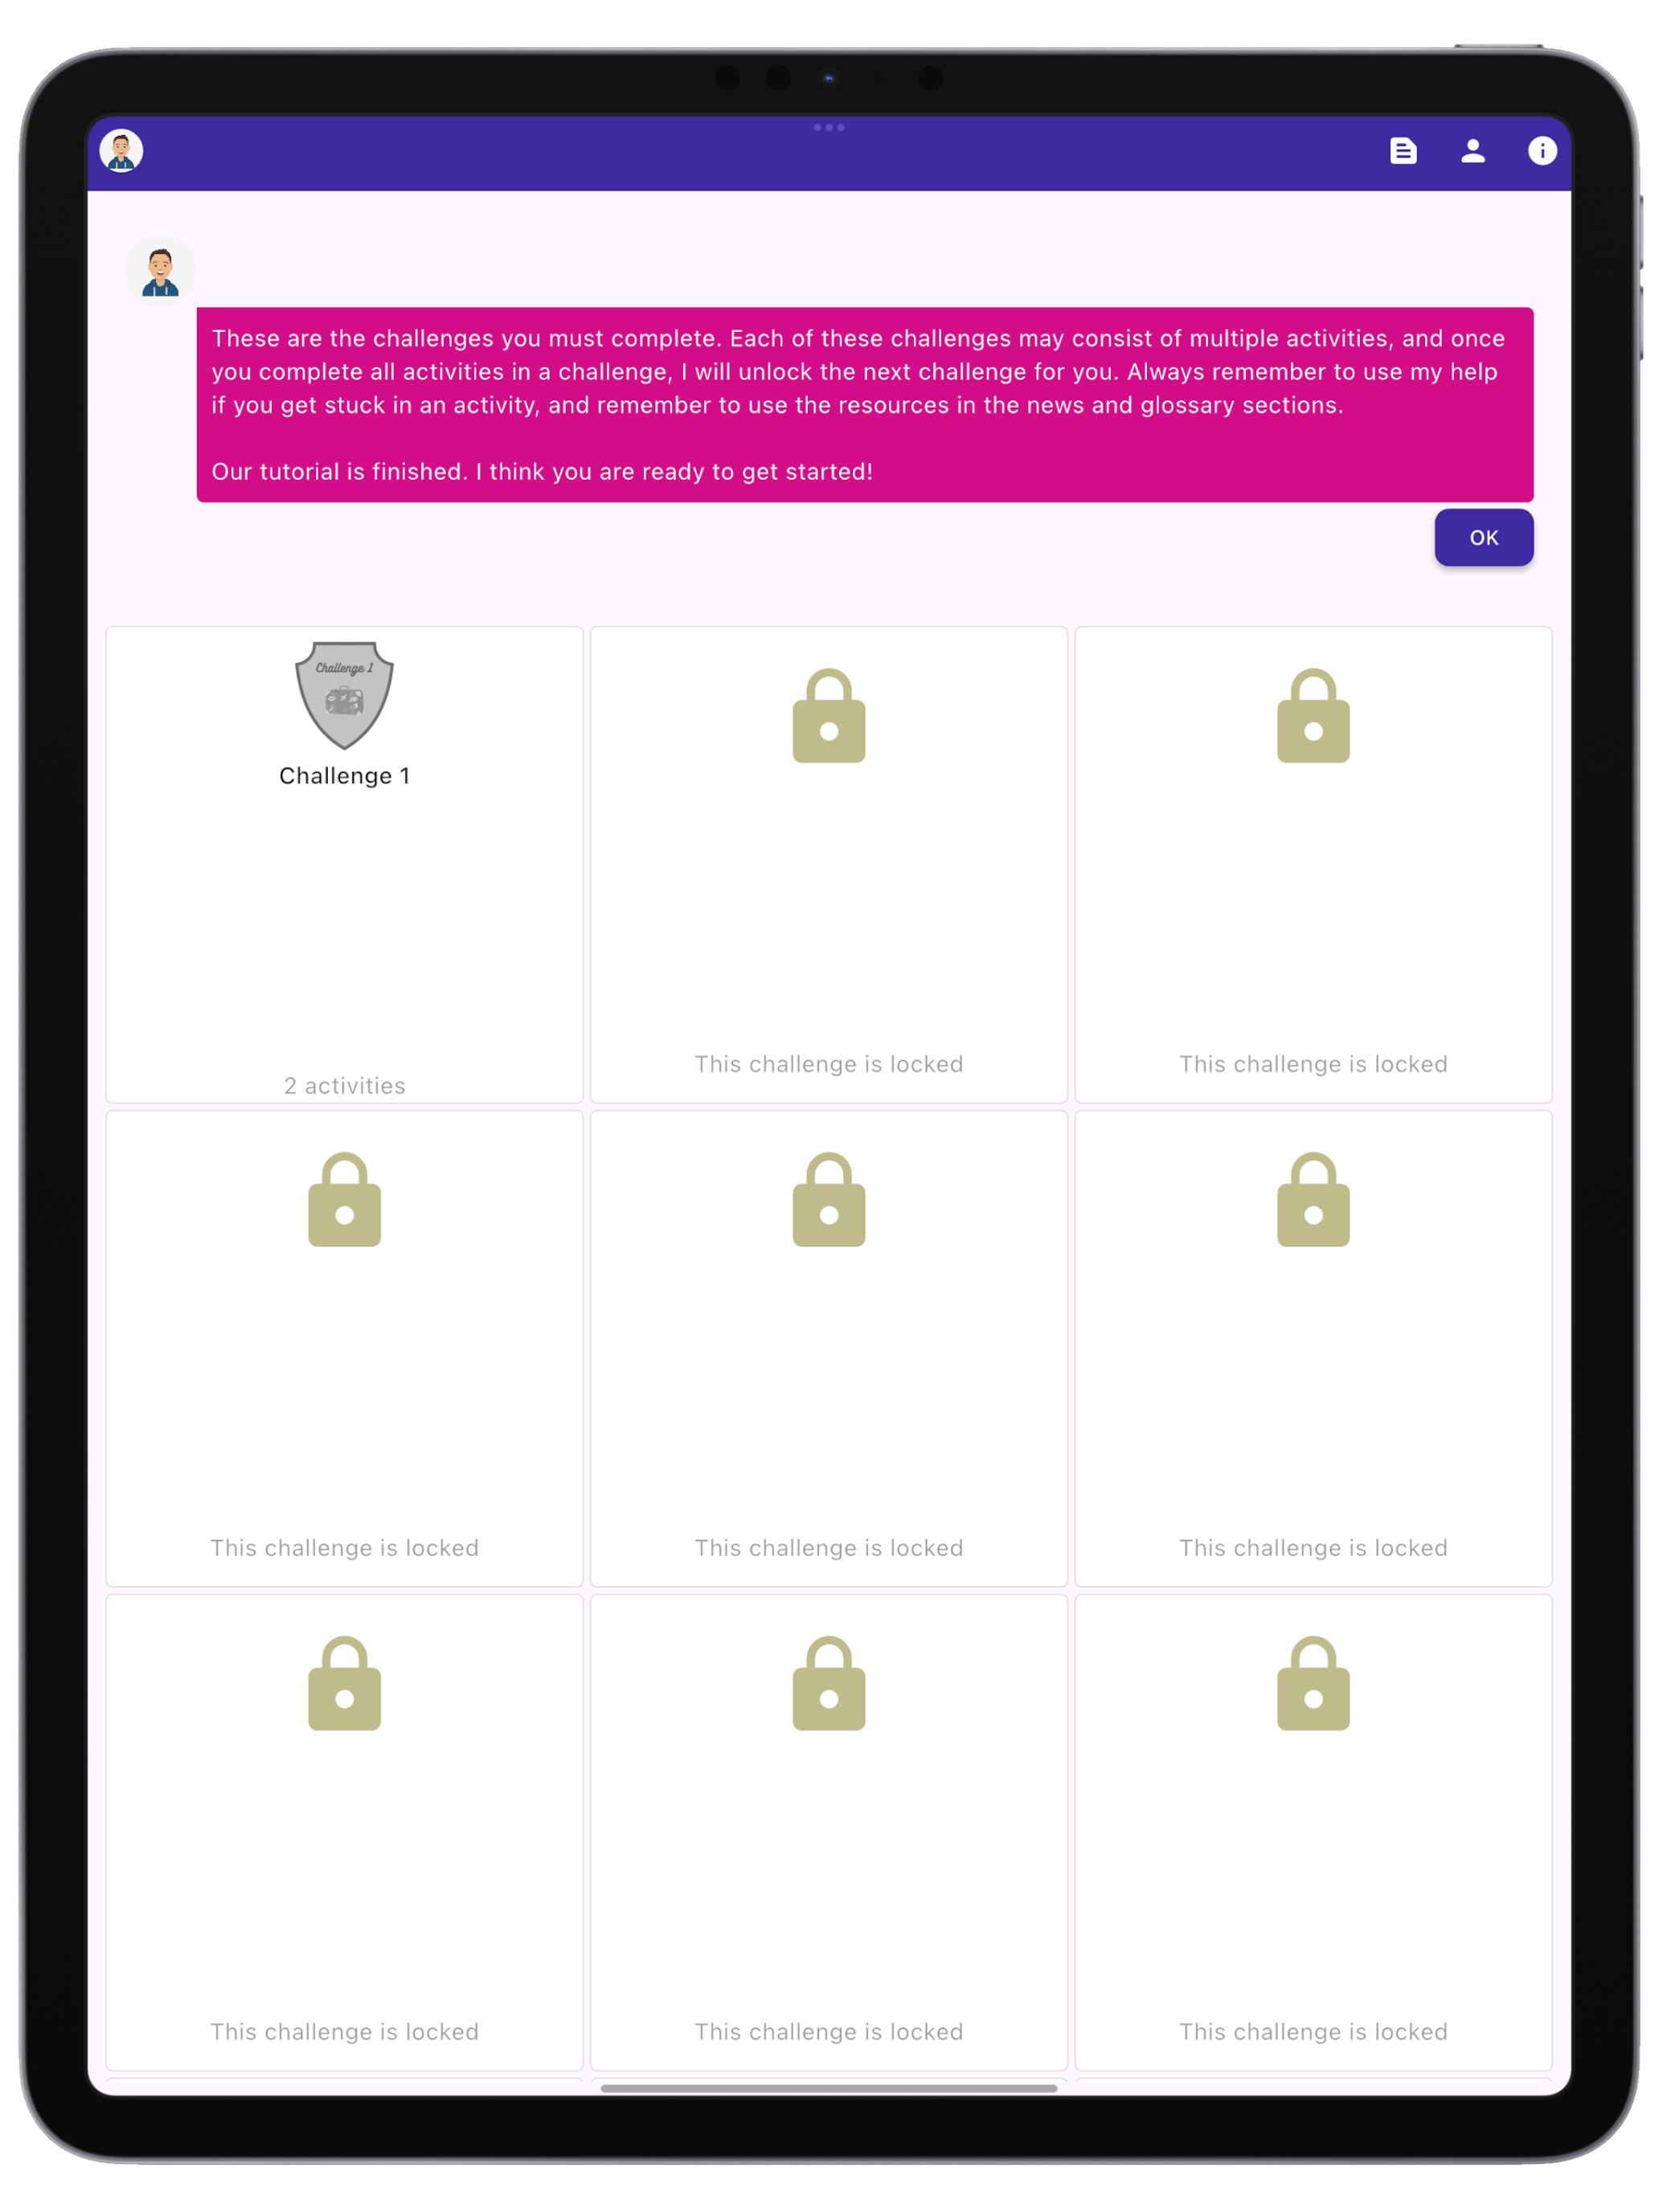 These are the challenges you must complete. Each of these challenges may consist of multiple activities, and once
you complete all activities in a challenge, I will unlock the next challenge for you. Always remember to use my help
if you get stuck in an activity, and remember to use the resources in the news and glossary sections.
Our tutorial is finished. I think you are ready to get started!
OK
Challenge 1
Challenge 1
2 activities
This challenge is locked
This challenge is locked
This challenge is locked
This challenge is locked
This challenge is locked
This challenge is locked
This challenge is locked
This challenge is locked